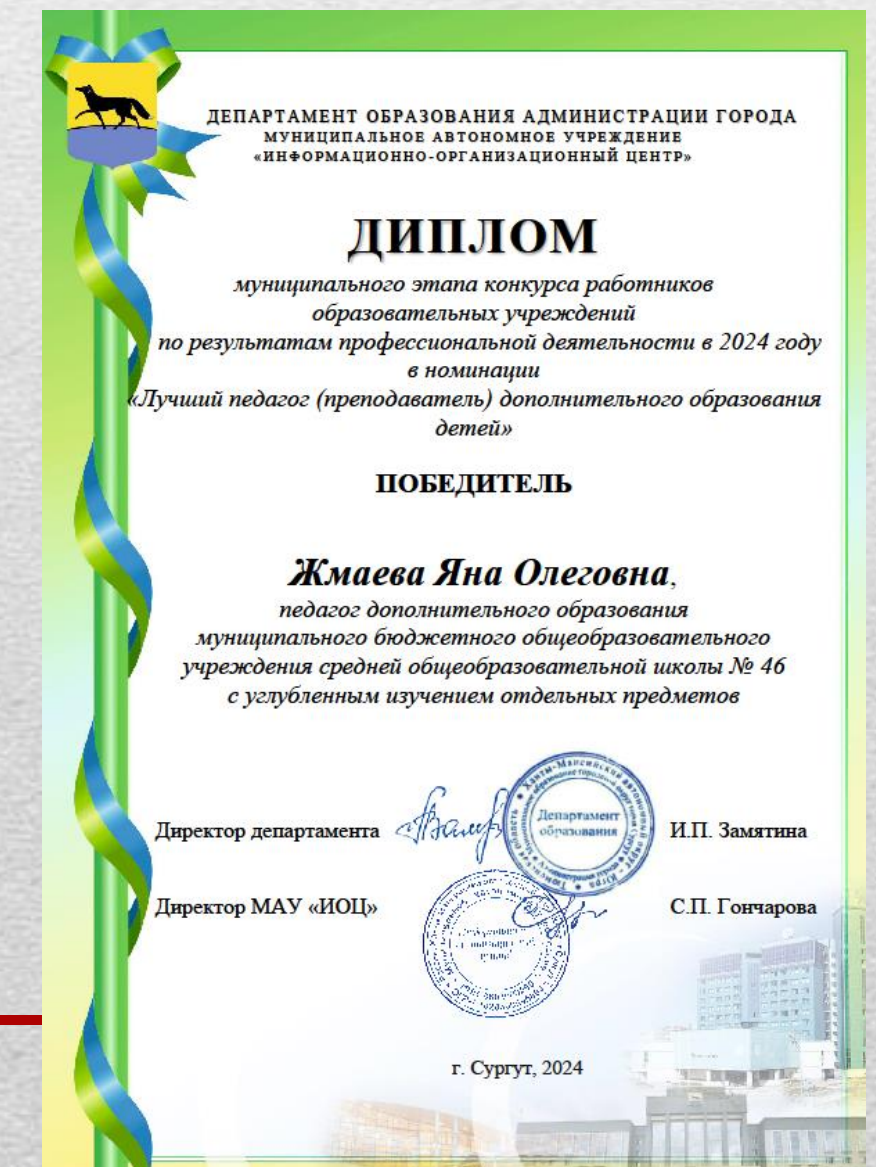 ДЕПАРТАМЕНТ ОБРАЗОВАНИЯ АДМИНИСТРАЦИИ ГОРОДА
МУНИЦИПАЛЬНОЕ АВТОНОМНОЕ УЧРЕЖДЕНИЕ
«ИНФОРМАЦИОННО-ОРГАНИЗАЦИОННЫЙ ЦЕНТР»
ДИПЛОМ
муниципального этапа конкурса работников
образовательных учреждений
по результатам профессиональной деятельности в 2024 году
в номинации
«Лучший педагог (преподаватель) дополнительного образования
детей»
ПОБЕДИТЕЛЬ
Жмаева Яна Олеговна,
педагог дополнительного образования
муниципального бюджетного общеобразовательного
учреждения средней общеобразовательной школы № 46
с углубленным изучением отдельных предметов
Директор департамента
Департамент
образования
И.П. Замятина
Директор МАУ «ИОЦ»
С.П. Гончарова
г. Сургут, 2024